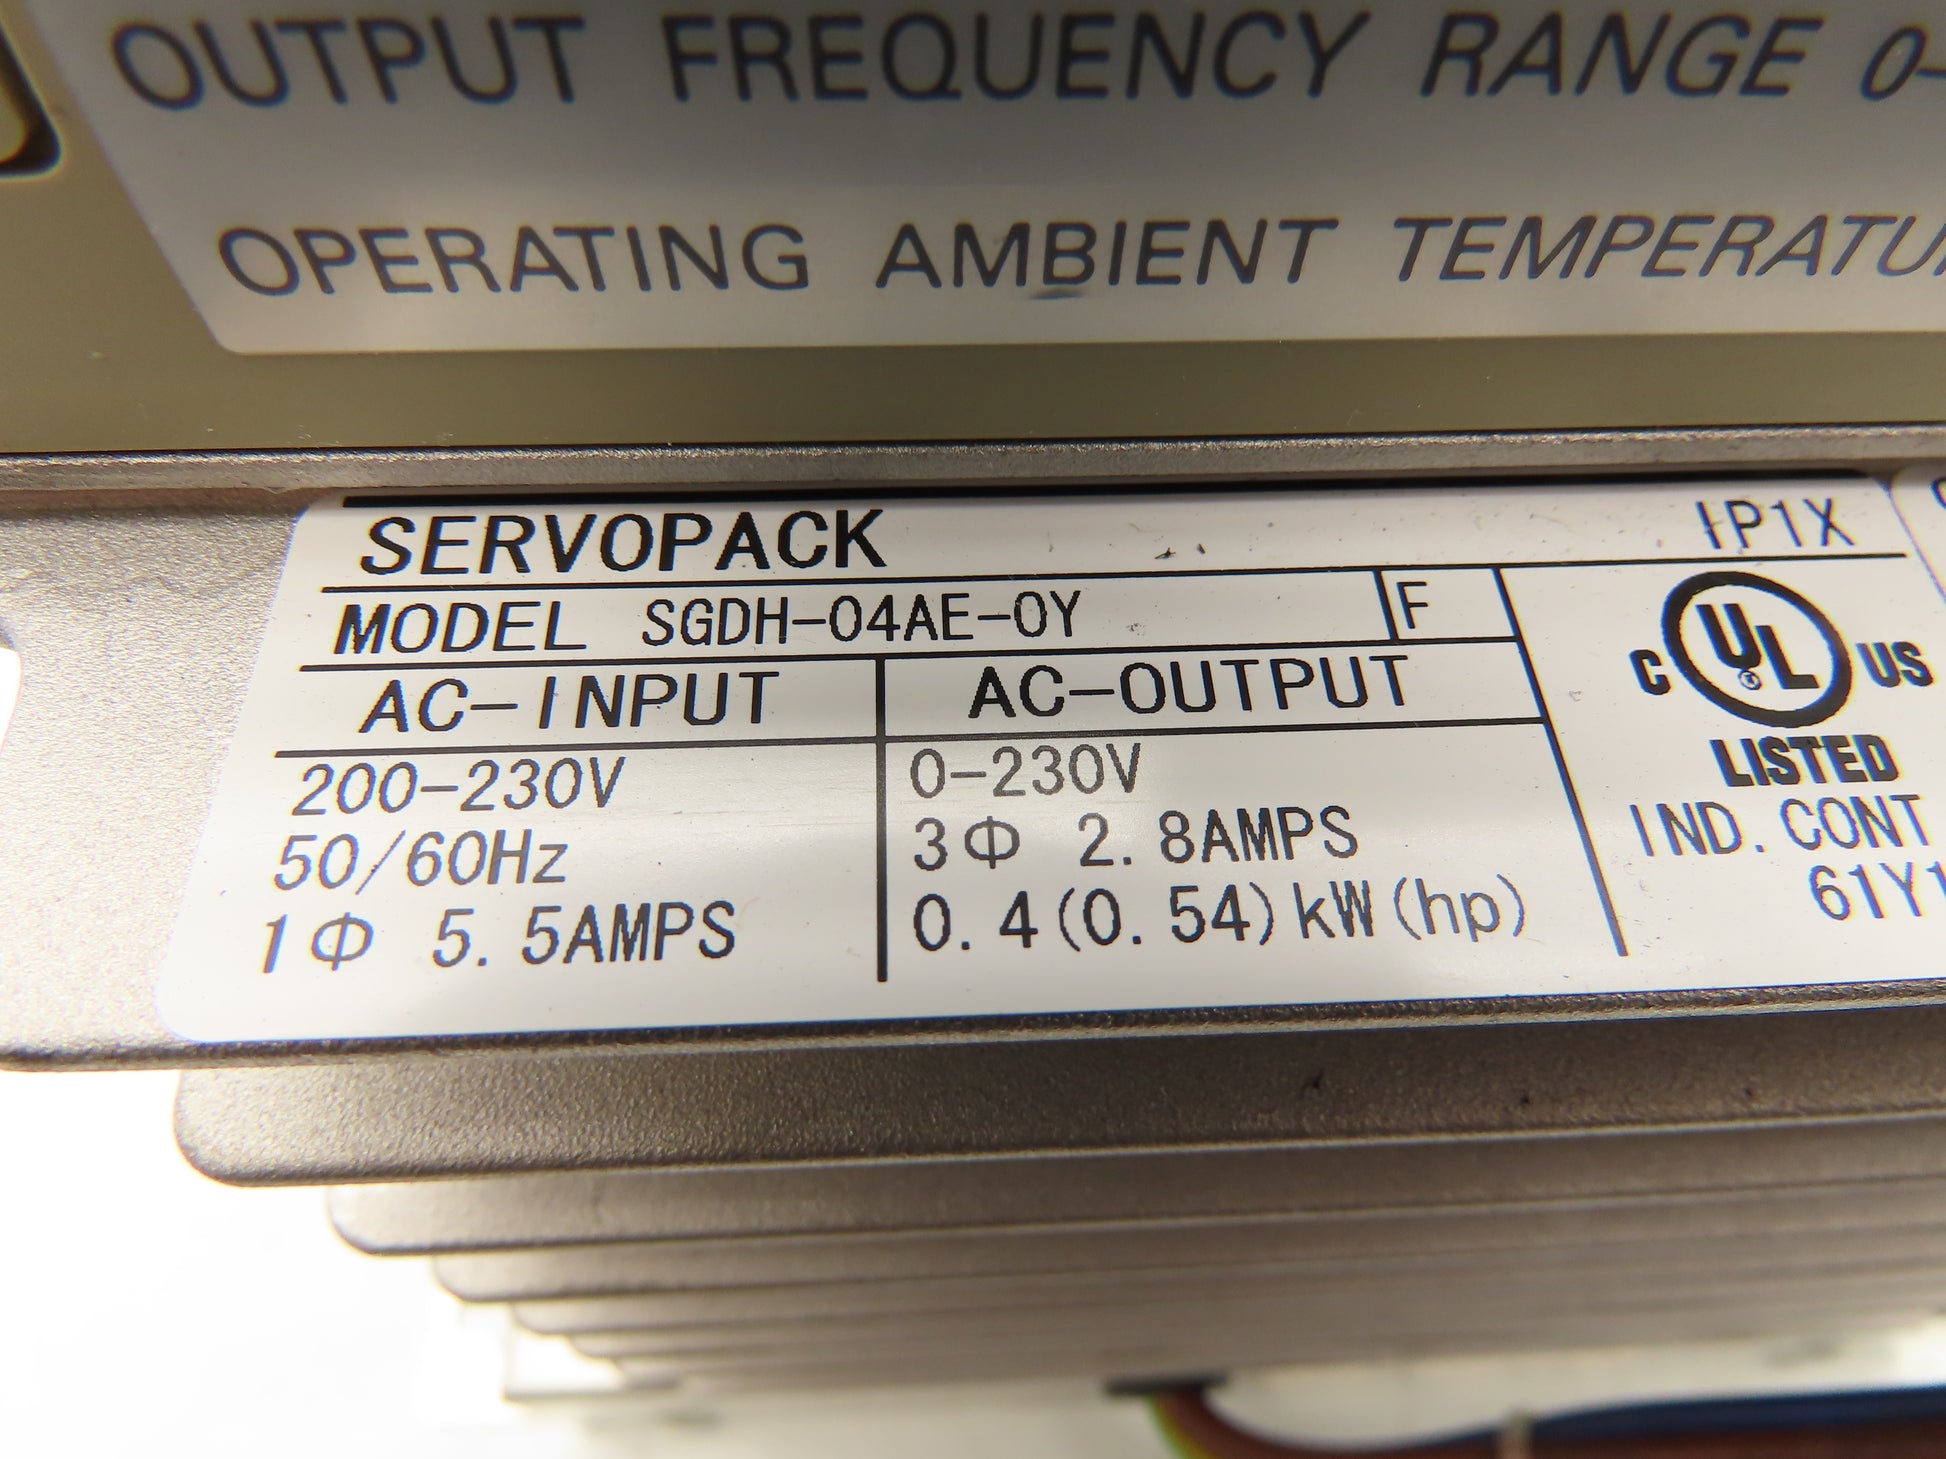 OUTPUT FREQUENCY RANGE 0-
OPERATING AMBIENT
SERVOPACK IP1X
MODEL SGDH-04AE-OY F
AC-INPUT AC-OUTPUT
200-230V 0-230V
50/60Hz 3Φ 2.8AMPS
1Φ 5.5AMPS 0.4(0.54)kW(hp)
C UL US
LISTED
IND. CONT
61Y1